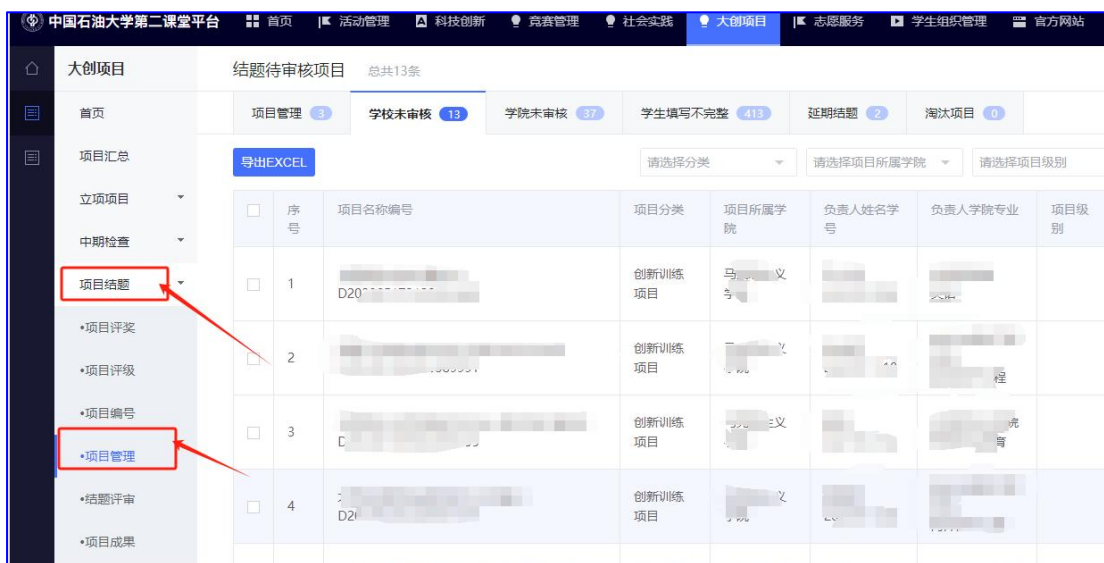 中国石油大学第二课堂平台 首页 活动管理 科技创新 竞赛管理 社会实践 大创项目 志愿服务 学生组织管理 官方网站
大创项目
首页
项目汇总
立项项目
中期检查
项目结题
•项目评奖
•项目评级
•项目编号
•项目管理
•结题评审
•项目成果
结题待审核项目 总共13条
项目管理 3 学校未审核 13 学院未审核 37 学生填写不完整 413 延期结题 2 淘汰项目 0
导出EXCEL 请选择分类 请选择项目所属学院 请选择项目级别
序号 项目名称编号 项目分类 项目所属学院 负责人姓名学号 负责人学院专业 项目级别
1 创新训练项目
2 创新训练项目
3 创新训练项目
4 创新训练项目